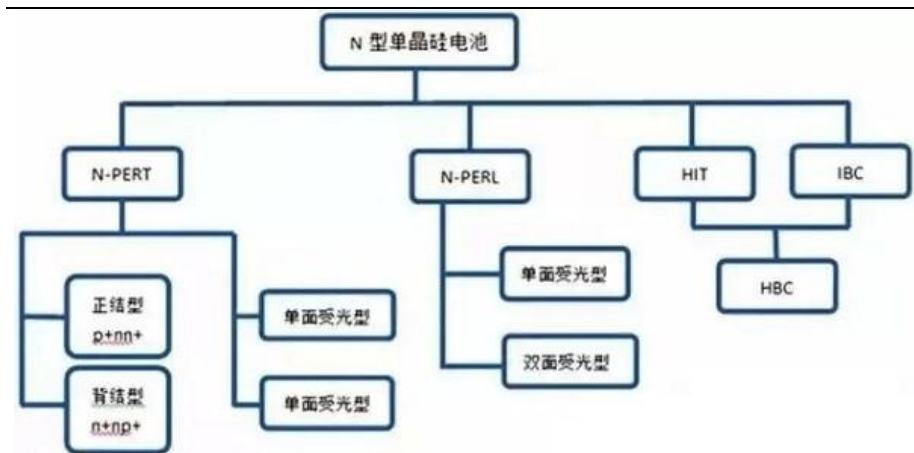 N 型单晶硅电池
N-PERT
N-PERL
HIT
IBC
HBC
正结型
p+nn+
背结型
n+np+
单面受光型
单面受光型
单面受光型
双面受光型